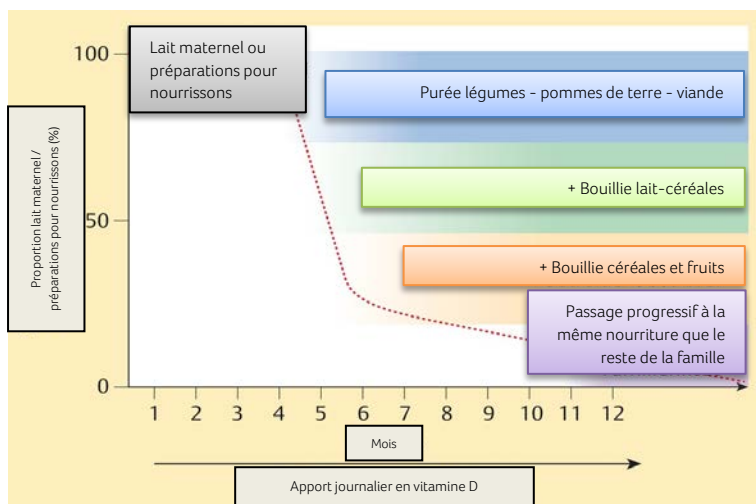 Lait maternel ou
préparations pour
nourrissons
100
50
0
Proportion lait maternel /
préparations pour nourrissons (%)
Purée légumes - pommes de terre - viande
+ Bouillie lait-céréales
+ Bouillie céréales et fruits
Passage progressif à la
même nourriture que le
reste de la famille
1 2 3 4 5 6 7 8 9 10 11 12
Mois
Apport journalier en vitamine D